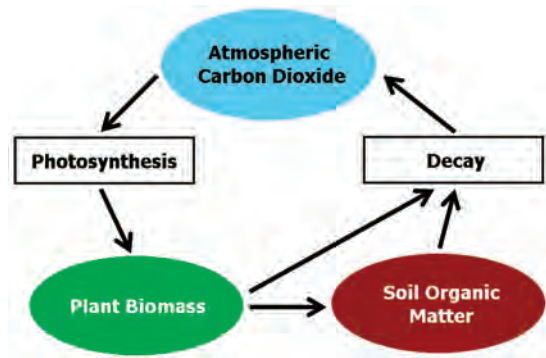 Atmospheric
Carbon Dioxide
Photosynthesis
Decay
Plant Biomass
Soil Organic
Matter